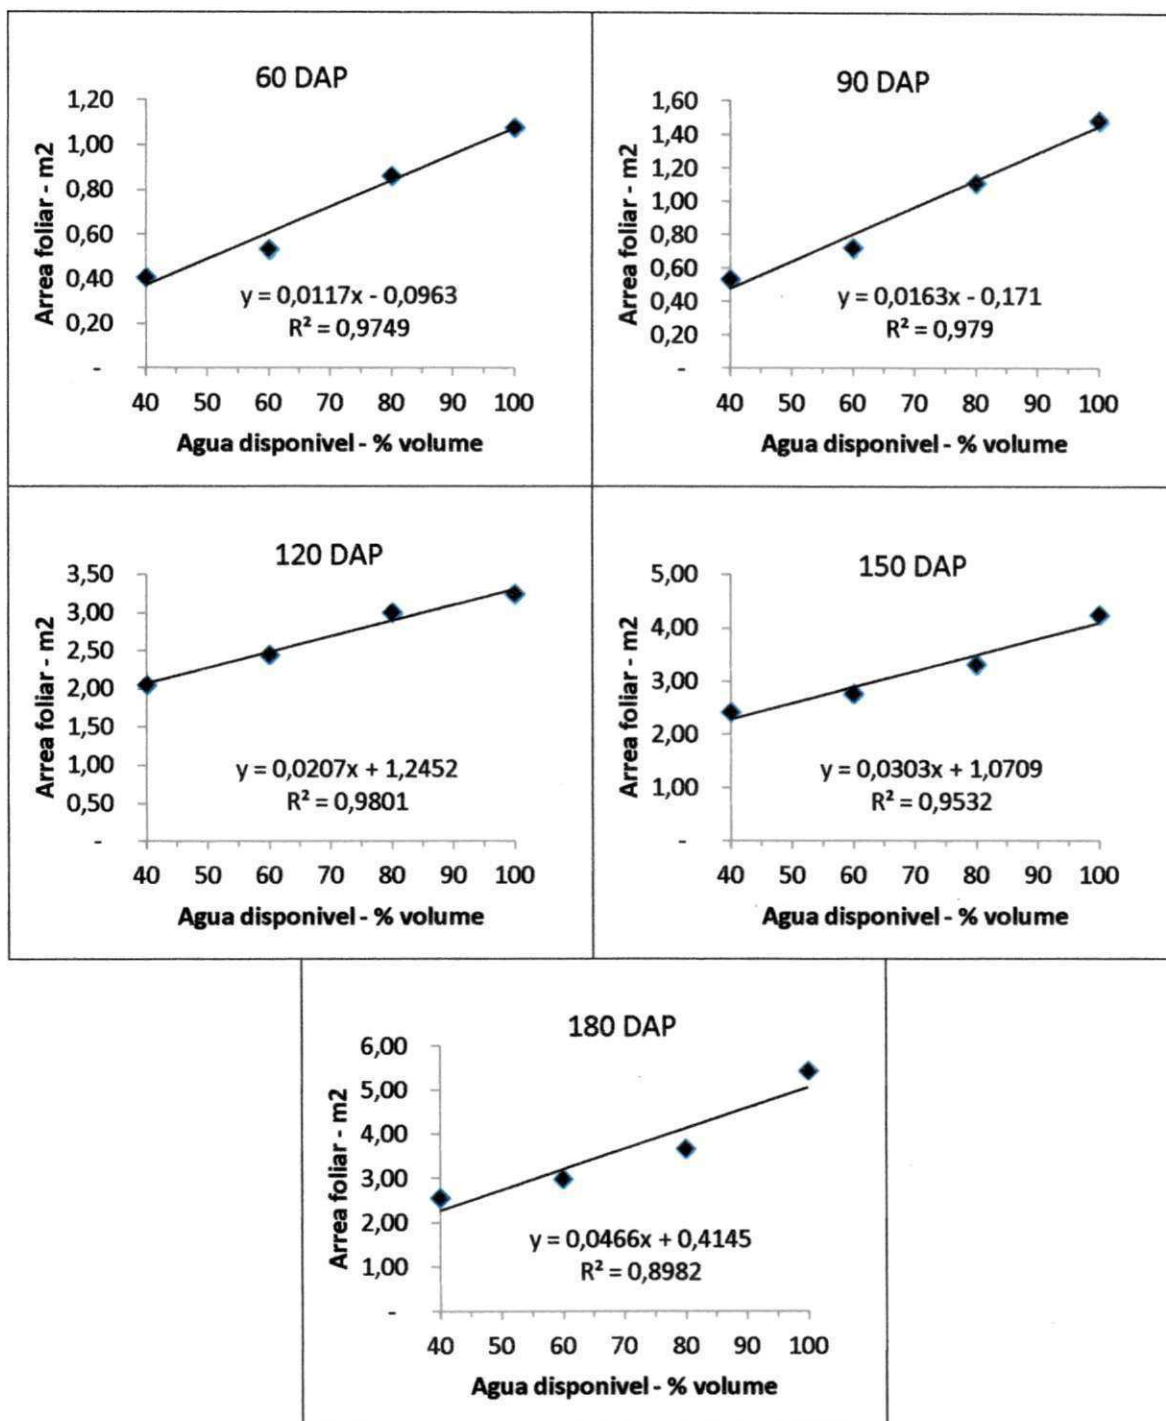 60 DAP
Arrea foliar - m2
1,20
1,00
0,80
0,60
0,40
0,20
-
y = 0,0117x - 0,0963
R² = 0,9749
40 50 60 70 80 90 100
Agua disponivel - % volume
90 DAP
Arrea foliar - m2
1,60
1,40
1,20
1,00
0,80
0,60
0,40
0,20
-
y = 0,0163x - 0,171
R² = 0,979
40 50 60 70 80 90 100
Agua disponivel - % volume
120 DAP
Arrea foliar - m2
3,50
3,00
2,50
2,00
1,50
1,00
0,50
-
y = 0,0207x + 1,2452
R² = 0,9801
40 50 60 70 80 90 100
Agua disponivel - % volume
150 DAP
Arrea foliar - m2
5,00
4,00
3,00
2,00
1,00
-
y = 0,0303x + 1,0709
R² = 0,9532
40 50 60 70 80 90 100
Agua disponivel - % volume
180 DAP
Arrea foliar - m2
6,00
5,00
4,00
3,00
2,00
1,00
-
y = 0,0466x + 0,4145
R² = 0,8982
40 50 60 70 80 90 100
Agua disponivel - % volume